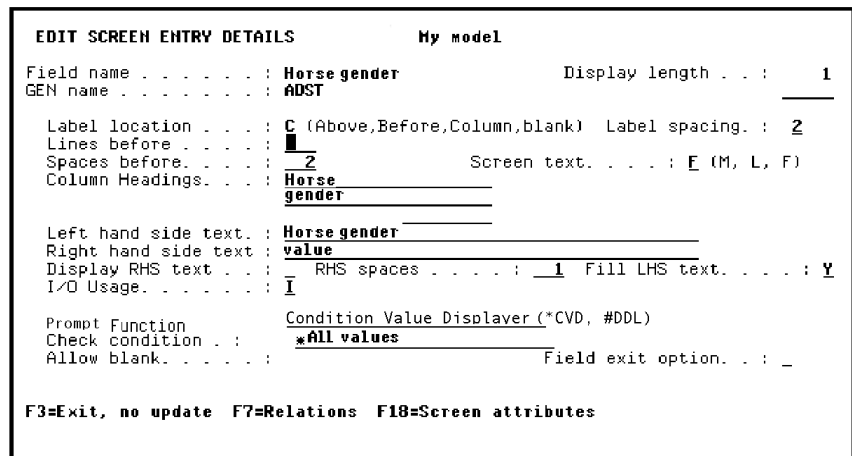 EDIT SCREEN ENTRY DETAILS My model
Field name . . . . . . : Horse gender Display length . . : 1
GEN name . . . . . . . : ADST
Label location . . . : C (Above,Before,Column,blank) Label spacing. : 2
Lines before . . . . :
Spaces before. . . . : 2 Screen text. . . . . : F (M, L, F)
Column Headings. . . : Horse
gender
Left hand side text. : Horse gender
Right hand side text : value
Display RHS text . . : _ RHS spaces . . . . . : 1 Fill LHS text. . . . : Y
I/O Usage. . . . . . : I
Prompt Function Condition Value Displayer (*CVD, #DDL)
Check condition . : *All values
Allow blank. . . . . : Field exit option. . : _
F3=Exit, no update F7=Relations F18=Screen attributes